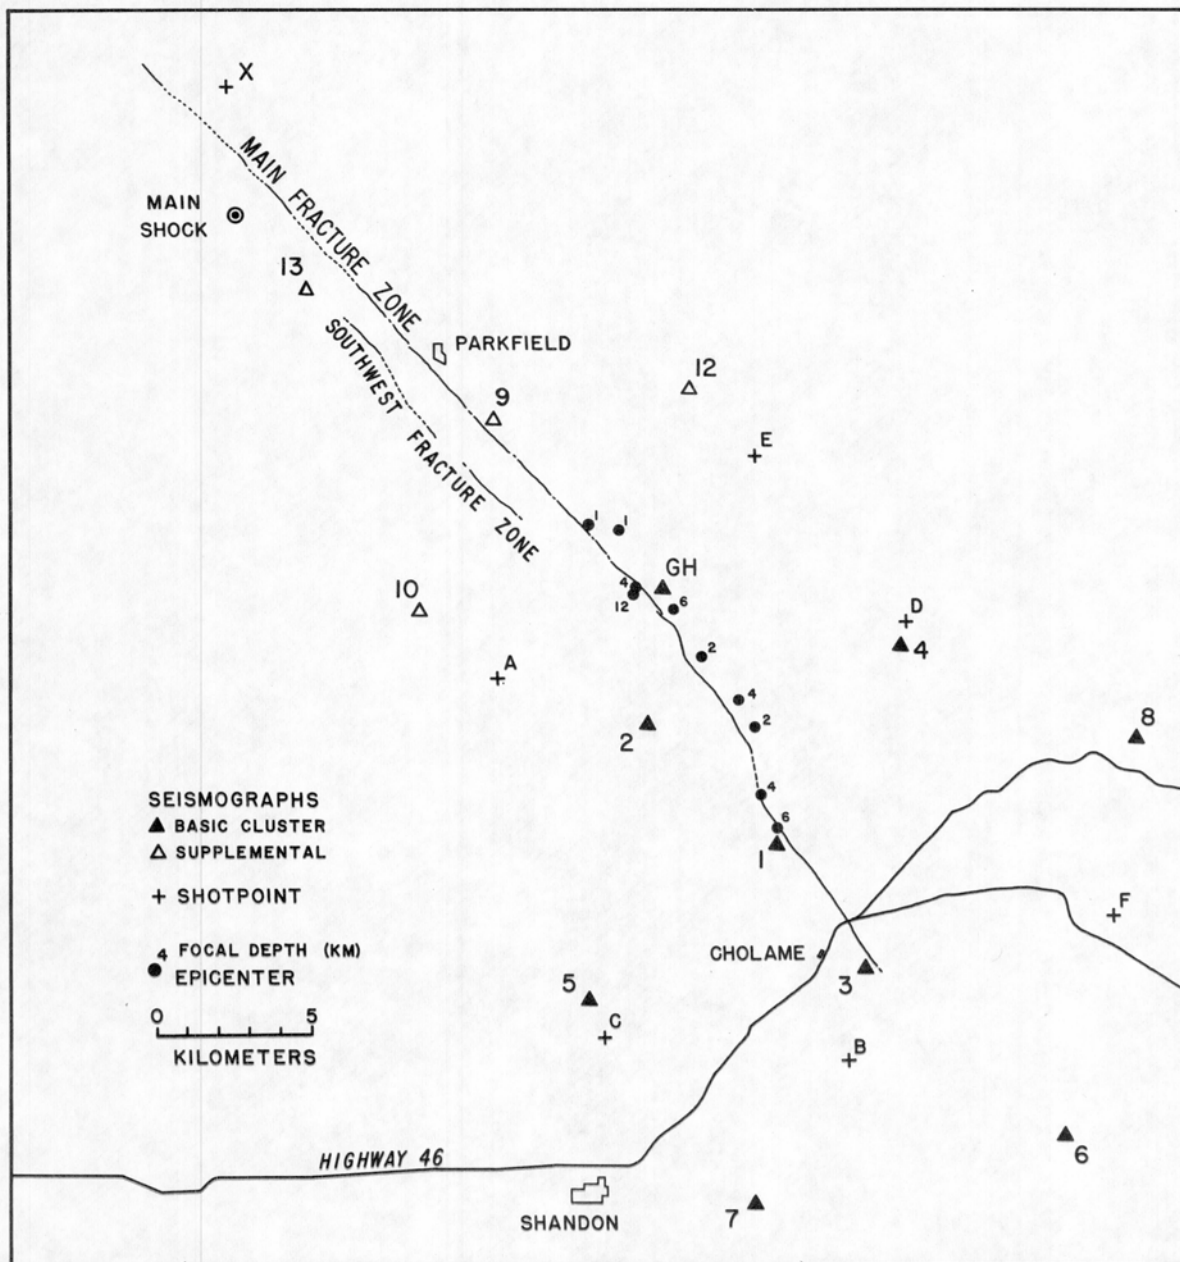 X
MAIN FRACTURE ZONE
MAIN
SHOCK
13
SOUTHWEST FRACTURE ZONE
PARKFIELD
12
9
E
1
1
GH
4
12
6
10
D
4
2
A
4
2
2
8
SEISMOGRAPHS
BASIC CLUSTER
SUPPLEMENTAL
SHOTPOINT
4 FOCAL DEPTH (KM)
EPICENTER
0 5
KILOMETERS
4
6
1
F
CHOLAME
3
5
C
B
HIGHWAY 46
6
SHANDON
7